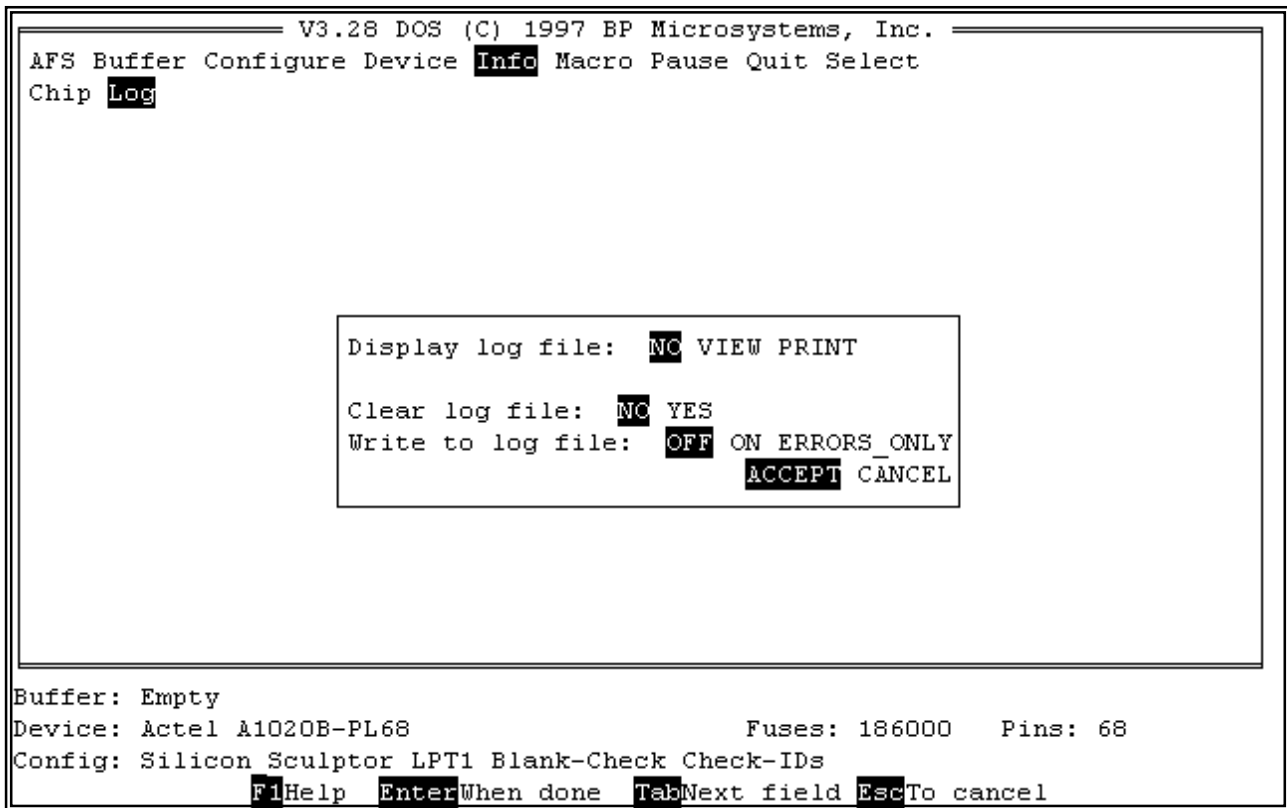 V3.28 DOS (C) 1997 BP Microsystems, Inc.
AFS Buffer Configure Device Info Macro Pause Quit Select
Chip Log
Display log file: NO VIEW PRINT
Clear log file: NO YES
Write to log file: OFF ON ERRORS_ONLY
ACCEPT CANCEL
Buffer: Empty
Device: Actel A1020B-PL68 Fuses: 186000 Pins: 68
Config: Silicon Sculptor LPT1 Blank-Check Check-IDs
F1Help EnterWhen done TabNext field EscTo cancel